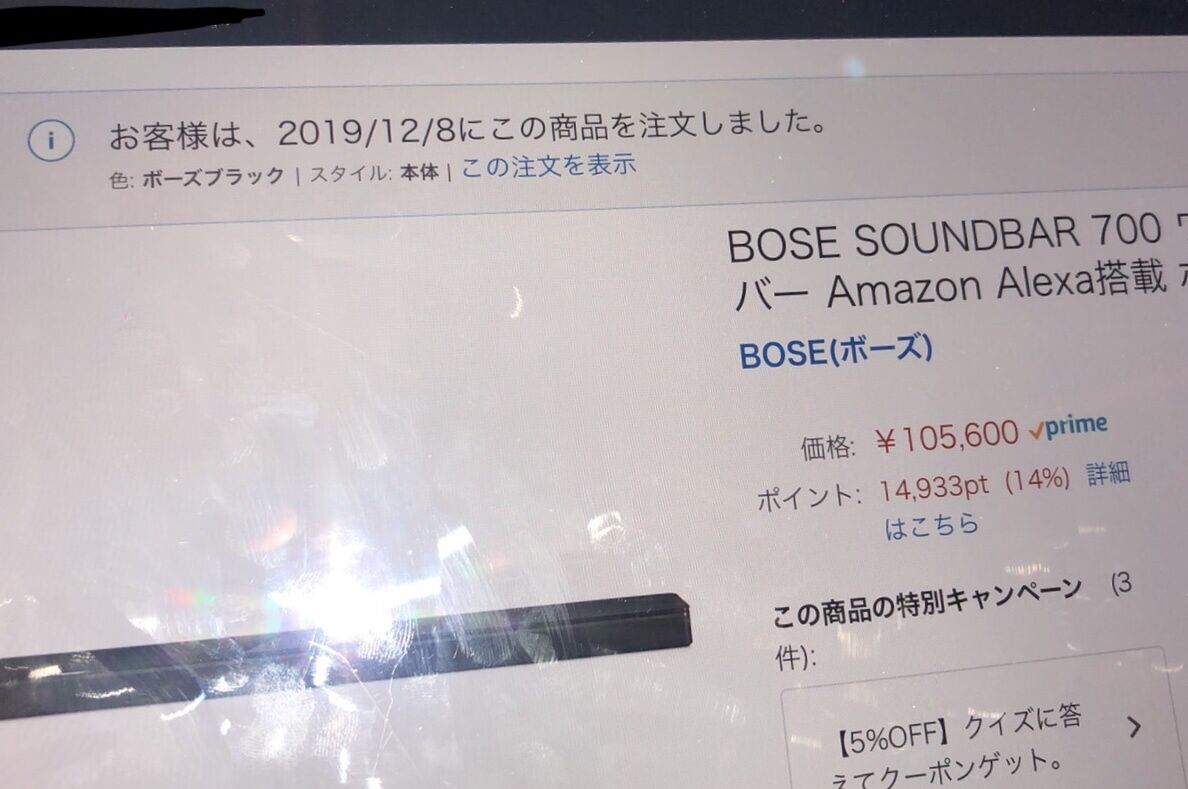 お客様は、2019/12/8にこの商品を注文しました。
色: ボーズブラック | スタイル: 本体 | この注文を表示
BOSE SOUNDBAR 700 ワ
バー Amazon Alexa搭載 ホ
BOSE(ボーズ)
価格: ￥105,600 prime
ポイント: 14,933pt (14%) 詳細
はこちら
この商品の特別キャンペーン (3
件):
【5%OFF】クイズに答
えてクーポンゲット。